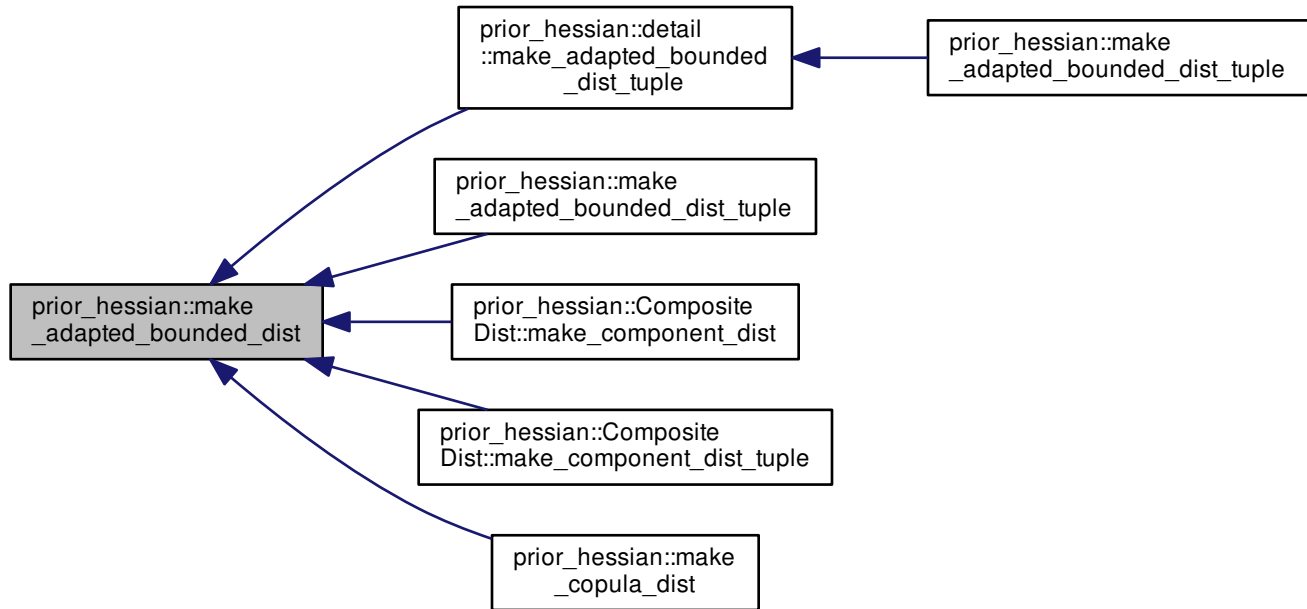 prior_hessian::detail
::make_adapted_bounded
_dist_tuple
prior_hessian::make
_adapted_bounded_dist_tuple
prior_hessian::make
_adapted_bounded_dist_tuple
prior_hessian::make
_adapted_bounded_dist
prior_hessian::Composite
Dist::make_component_dist
prior_hessian::Composite
Dist::make_component_dist_tuple
prior_hessian::make
_copula_dist